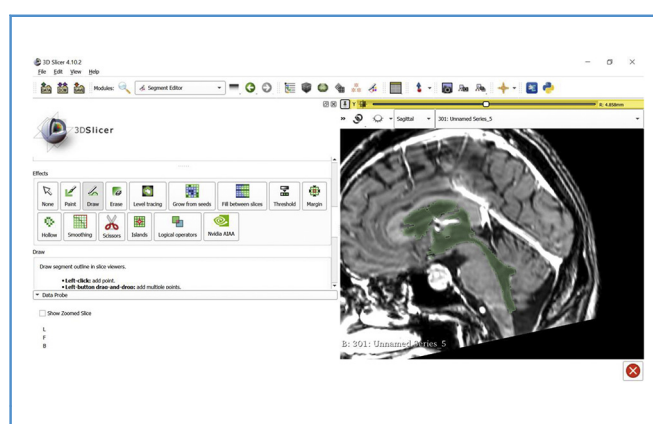 3D Slicer 4.10.2
File Edit View Help
Modules: Segment Editor
Y R: 4.858mm
» Sagittal 301: Unnamed Series_5
3DSlicer
Effects
None Paint Draw Erase Level tracing Grow from seeds Fill between slices Threshold Margin
Hollow Smoothing Scissors Islands Logical operators Nvidia AIAA
Draw
Draw segment outline in slice viewers.
• Left-click: add point.
• Left-button drag-and-drop: add multiple points.
Data Probe
Show Zoomed Slice
L
F
B
B: 301: Unnamed Series_5